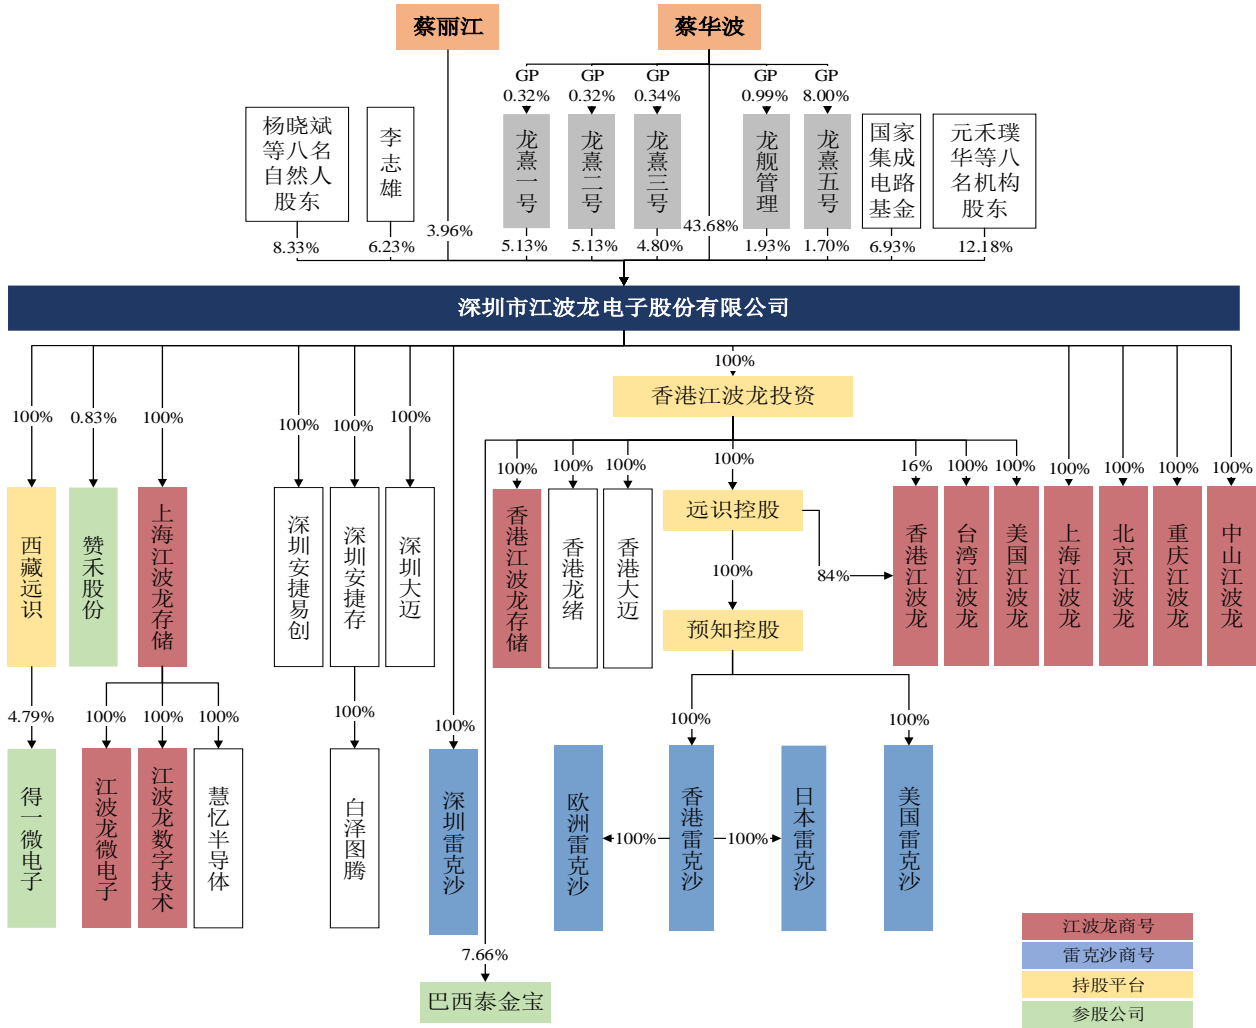 蔡丽江
蔡华波
GP
0.32%
GP
0.32%
GP
0.34%
GP
0.99%
GP
8.00%
杨晓斌
等八名
自然人
股东
李志雄
龙熹一号
龙熹二号
龙熹三号
龙舰管理
龙熹五号
国家
集成
电路
基金
元禾璞
华等八
名机构
股东
8.33%
6.23%
3.96%
5.13%
5.13%
4.80%
43.68%
1.93%
1.70%
6.93%
12.18%
深圳市江波龙电子股份有限公司
100%
香港江波龙投资
100%
0.83%
100%
100%
100%
100%
100%
100%
100%
100%
16%
100%
100%
100%
100%
100%
100%
西藏远识
赞禾股份
上海江波龙存储
深圳安捷易创
深圳安捷存
深圳大迈
香港江波龙存储
香港龙绪
香港大迈
远识控股
84%
100%
预知控股
香港江波龙
台湾江波龙
美国江波龙
上海江波龙
北京江波龙
重庆江波龙
中山江波龙
4.79%
100%
100%
100%
100%
100%
100%
100%
得一微电子
江波龙微电子
江波龙数字技术
慧忆半导体
白泽图腾
深圳雷克沙
欧洲雷克沙
100%
香港雷克沙
100%
日本雷克沙
美国雷克沙
7.66%
巴西泰金宝
江波龙商号
雷克沙商号
持股平台
参股公司